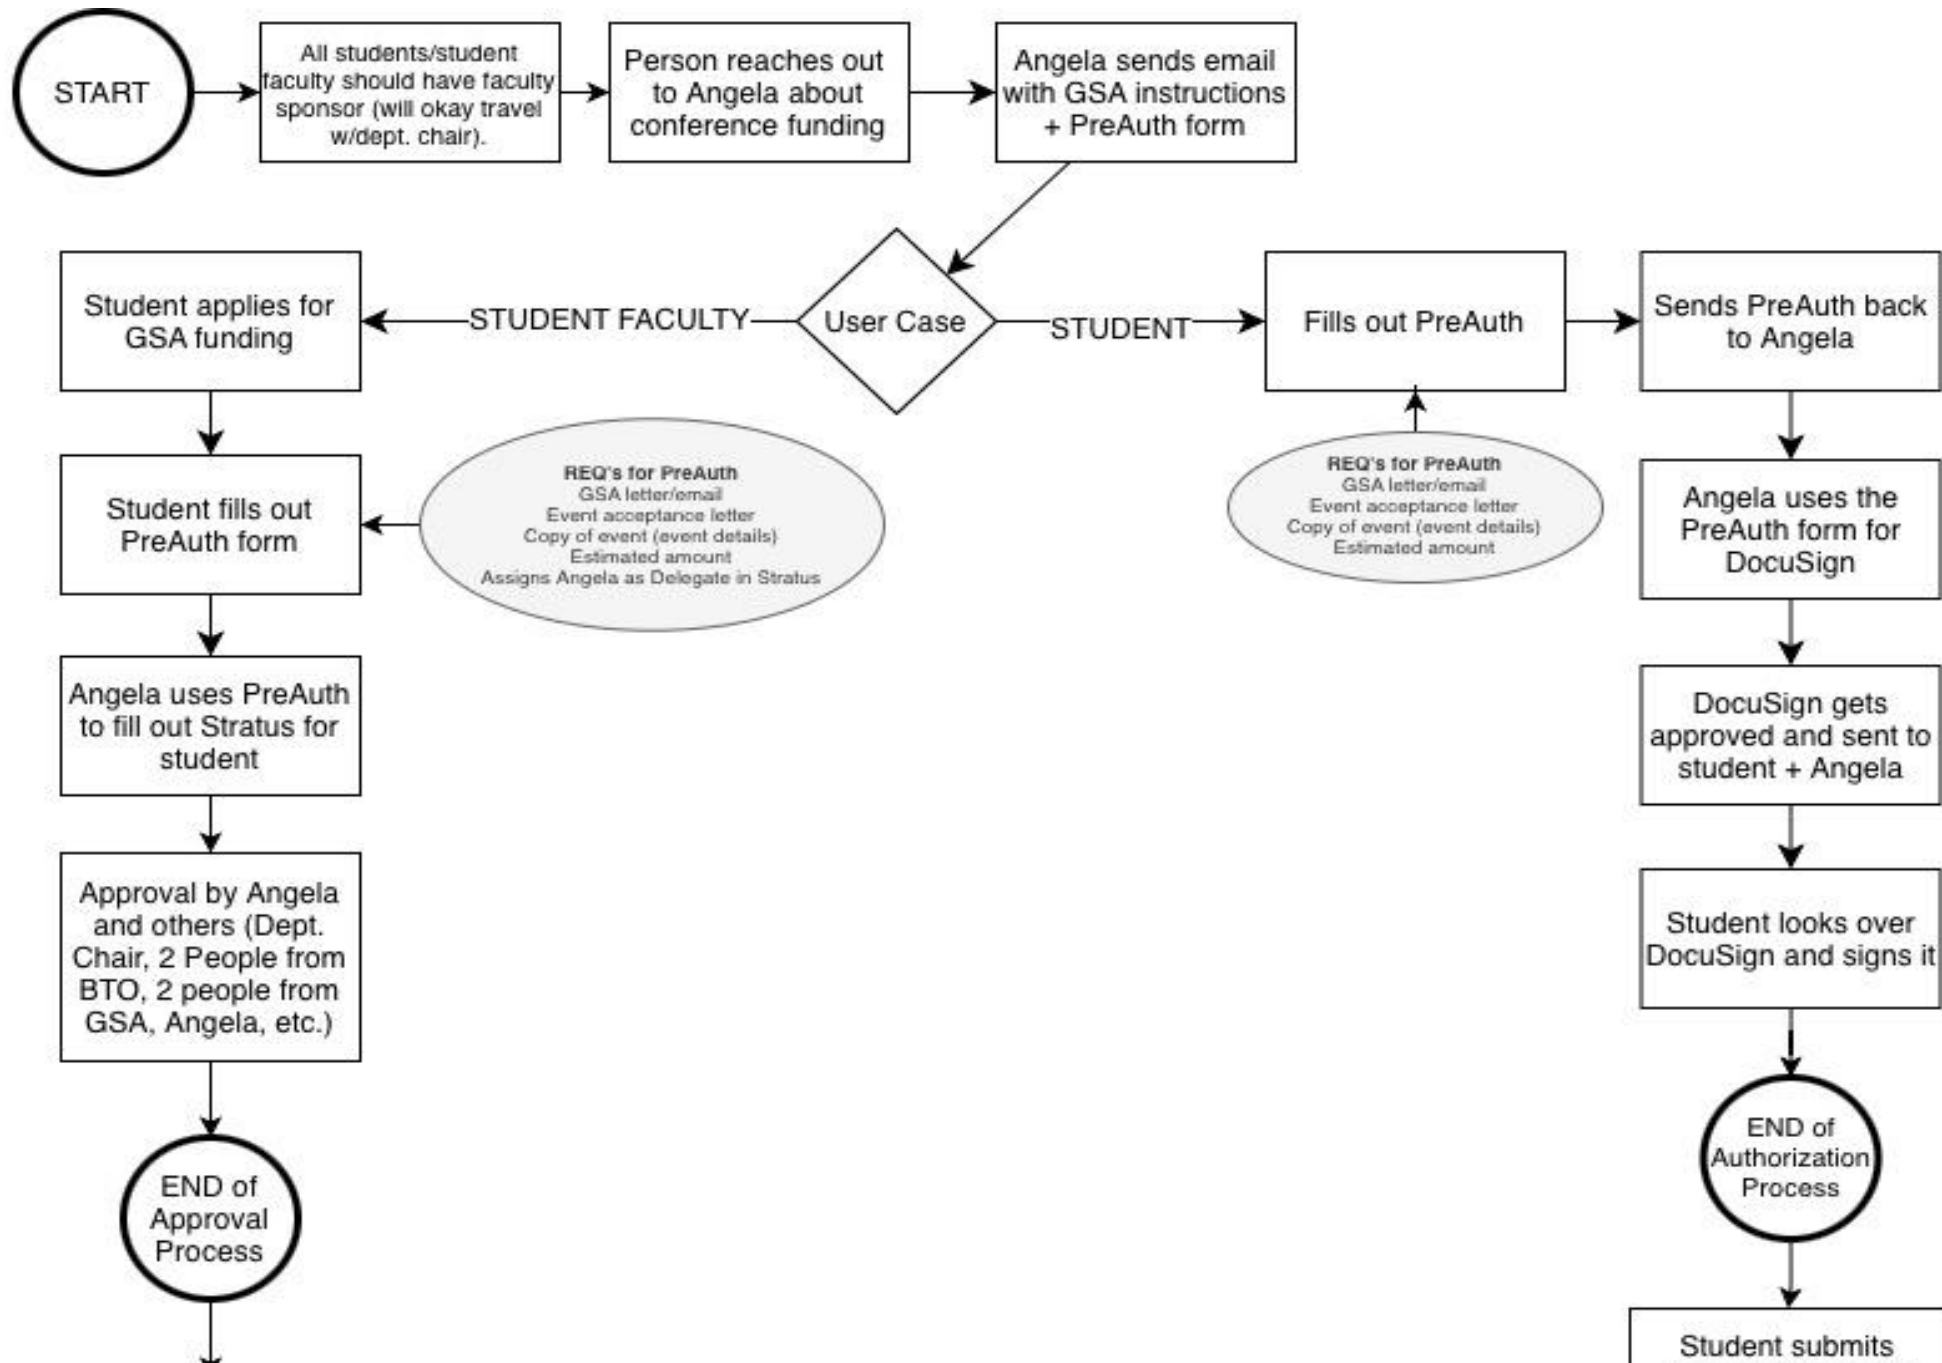 START
All students/student
faculty should have faculty
sponsor (will okay travel
w/dept. chair).
Person reaches out
to Angela about
conference funding
Angela sends email
with GSA instructions
+ PreAuth form
Student applies for
GSA funding
STUDENT FACULTY
User Case
STUDENT
Fills out PreAuth
Sends PreAuth back
to Angela
Student fills out
PreAuth form
REQ's for PreAuth
GSA letter/email
Event acceptance letter
Copy of event (event details)
Estimated amount
Assigns Angela as Delegate in Stratus
REQ's for PreAuth
GSA letter/email
Event acceptance letter
Copy of event (event details)
Estimated amount
Angela uses the
PreAuth form for
DocuSign
Angela uses PreAuth
to fill out Stratus for
student
DocuSign gets
approved and sent to
student + Angela
Approval by Angela
and others (Dept.
Chair, 2 People from
BTO, 2 people from
GSA, Angela, etc.)
Student looks over
DocuSign and signs it
END of
Approval
Process
END of
Authorization
Process
Student submits